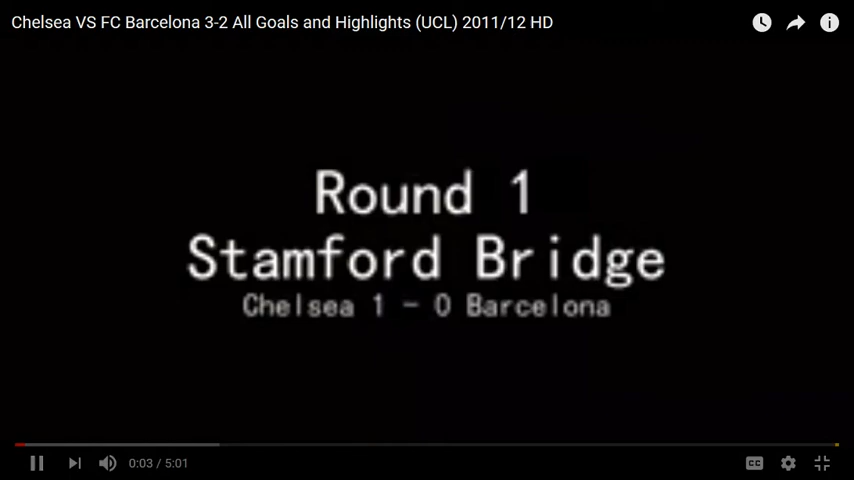 Chelsea VS FC Barcelona 3-2 All Goals and Highlights (UCL) 2011/12 HD
Round 1
Stamford Bridge
Chelsea 1 - 0 Barcelona
0:03 / 5:01
CC